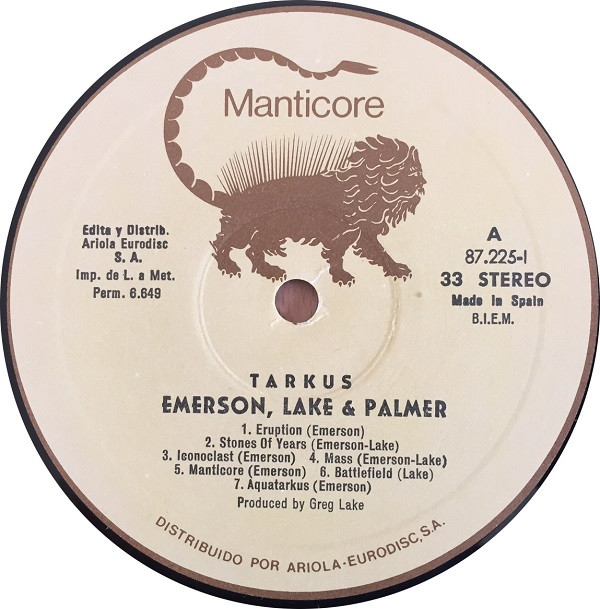 Manticore
Edita y Distrib.
Ariola Eurodisc
S. A.
Imp. de L. a Met.
Perm. 6.649
A
87.225-I
33 STEREO
Made in Spain
B.I.E.M.
TARKUS
EMERSON, LAKE & PALMER
1. Eruption (Emerson)
2. Stones Of Years (Emerson-Lake)
3. Iconoclast (Emerson) 4. Mass (Emerson-Lake)
5. Manticore (Emerson) 6. Battlefield (Lake)
7. Aquatarkus (Emerson)
Produced by Greg Lake
DISTRIBUIDO POR ARIOLA-EURODISC, S.A.